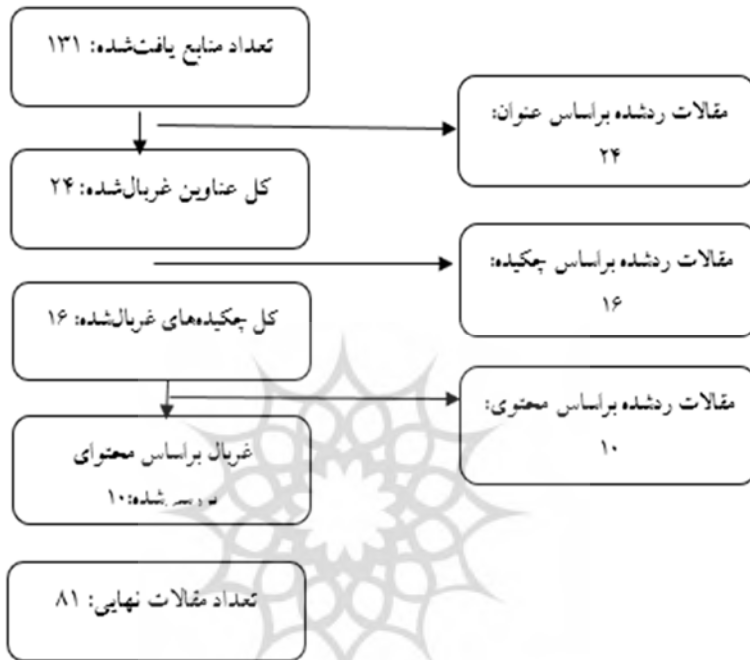 تعداد منابع یافت‌شده: ۱۳۱
مقالات ردشده براساس عنوان:
۲۴
کل عناوین غربال‌شده: ۲۴
مقالات ردشده براساس چکیده:
۱۶
کل چکیده‌های غربال‌شده: ۱۶
مقالات ردشده براساس محتوی:
۱۰
غربال براساس محتوای
شده:۱۰
تعداد مقالات نهایی: ۸۱